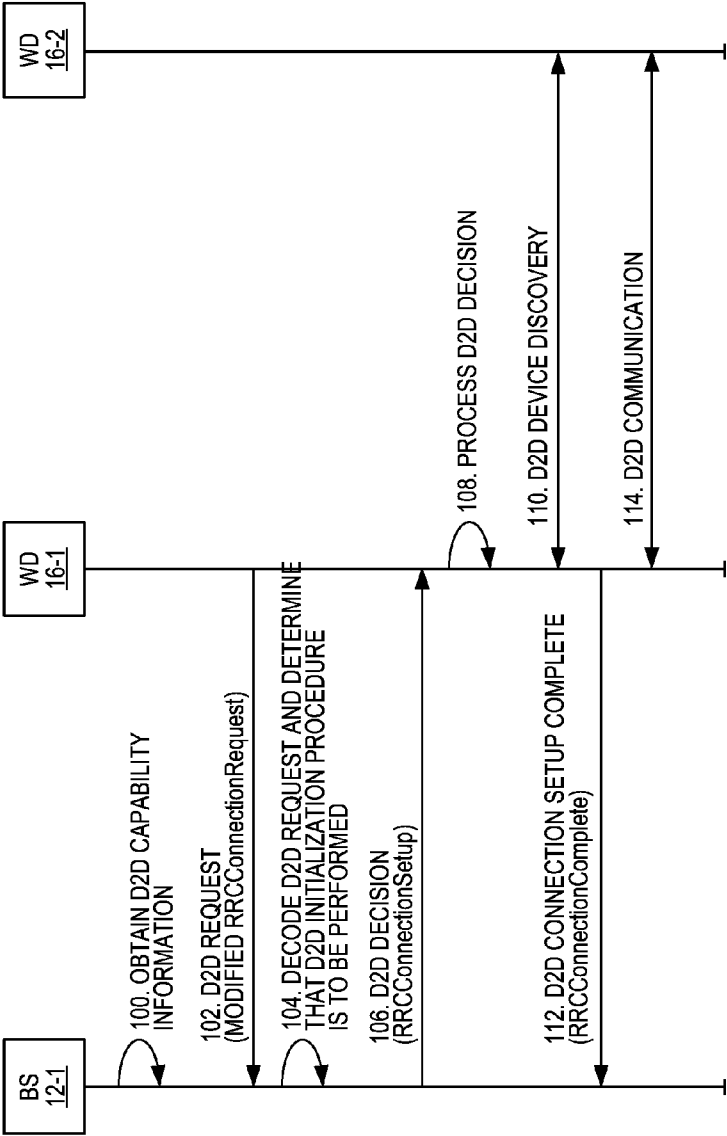 BS
12-1
WD
16-1
WD
16-2
100. OBTAIN D2D CAPABILITY
INFORMATION
102. D2D REQUEST
(MODIFIED RRCConnectionRequest)
104. DECODE D2D REQUEST AND DETERMINE
THAT D2D INITIALIZATION PROCEDURE
IS TO BE PERFORMED
106. D2D DECISION
(RRCConnectionSetup)
108. PROCESS D2D DECISION
110. D2D DEVICE DISCOVERY
112. D2D CONNECTION SETUP COMPLETE
(RRCConnectionComplete)
114. D2D COMMUNICATION